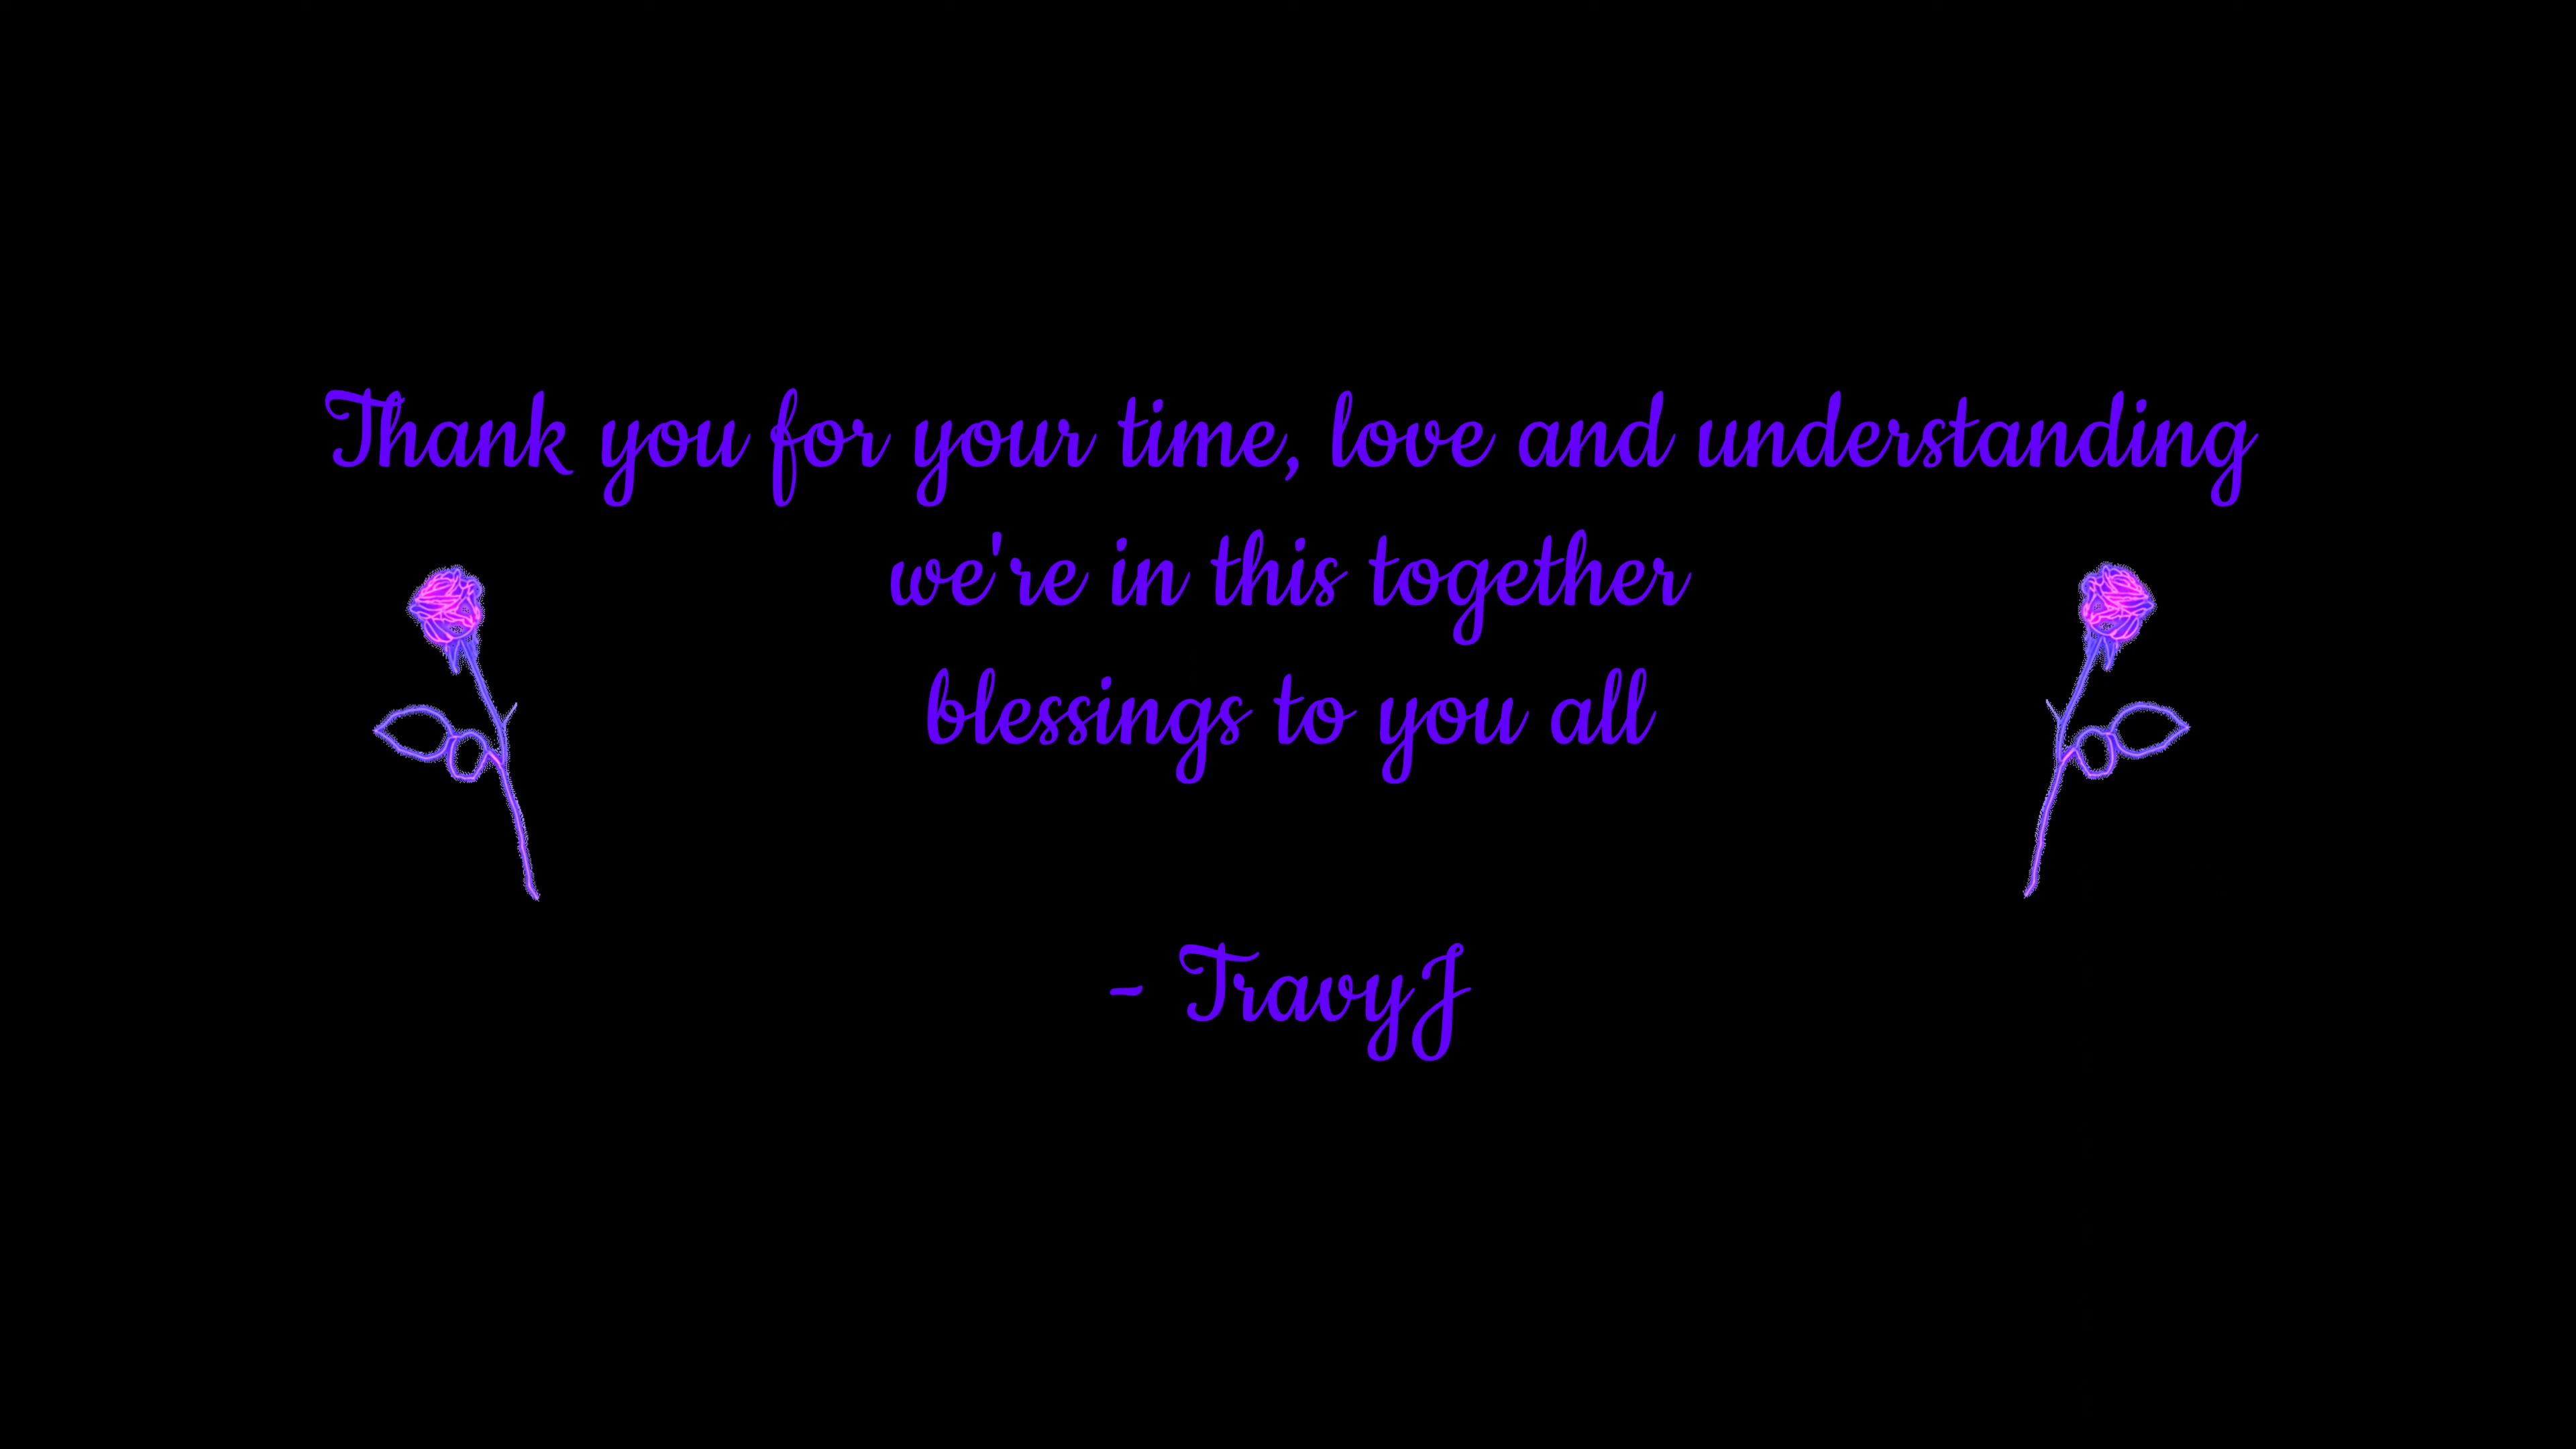 Thank you for your time, love and understanding
we're in this together
blessings to you all
- TravyJ